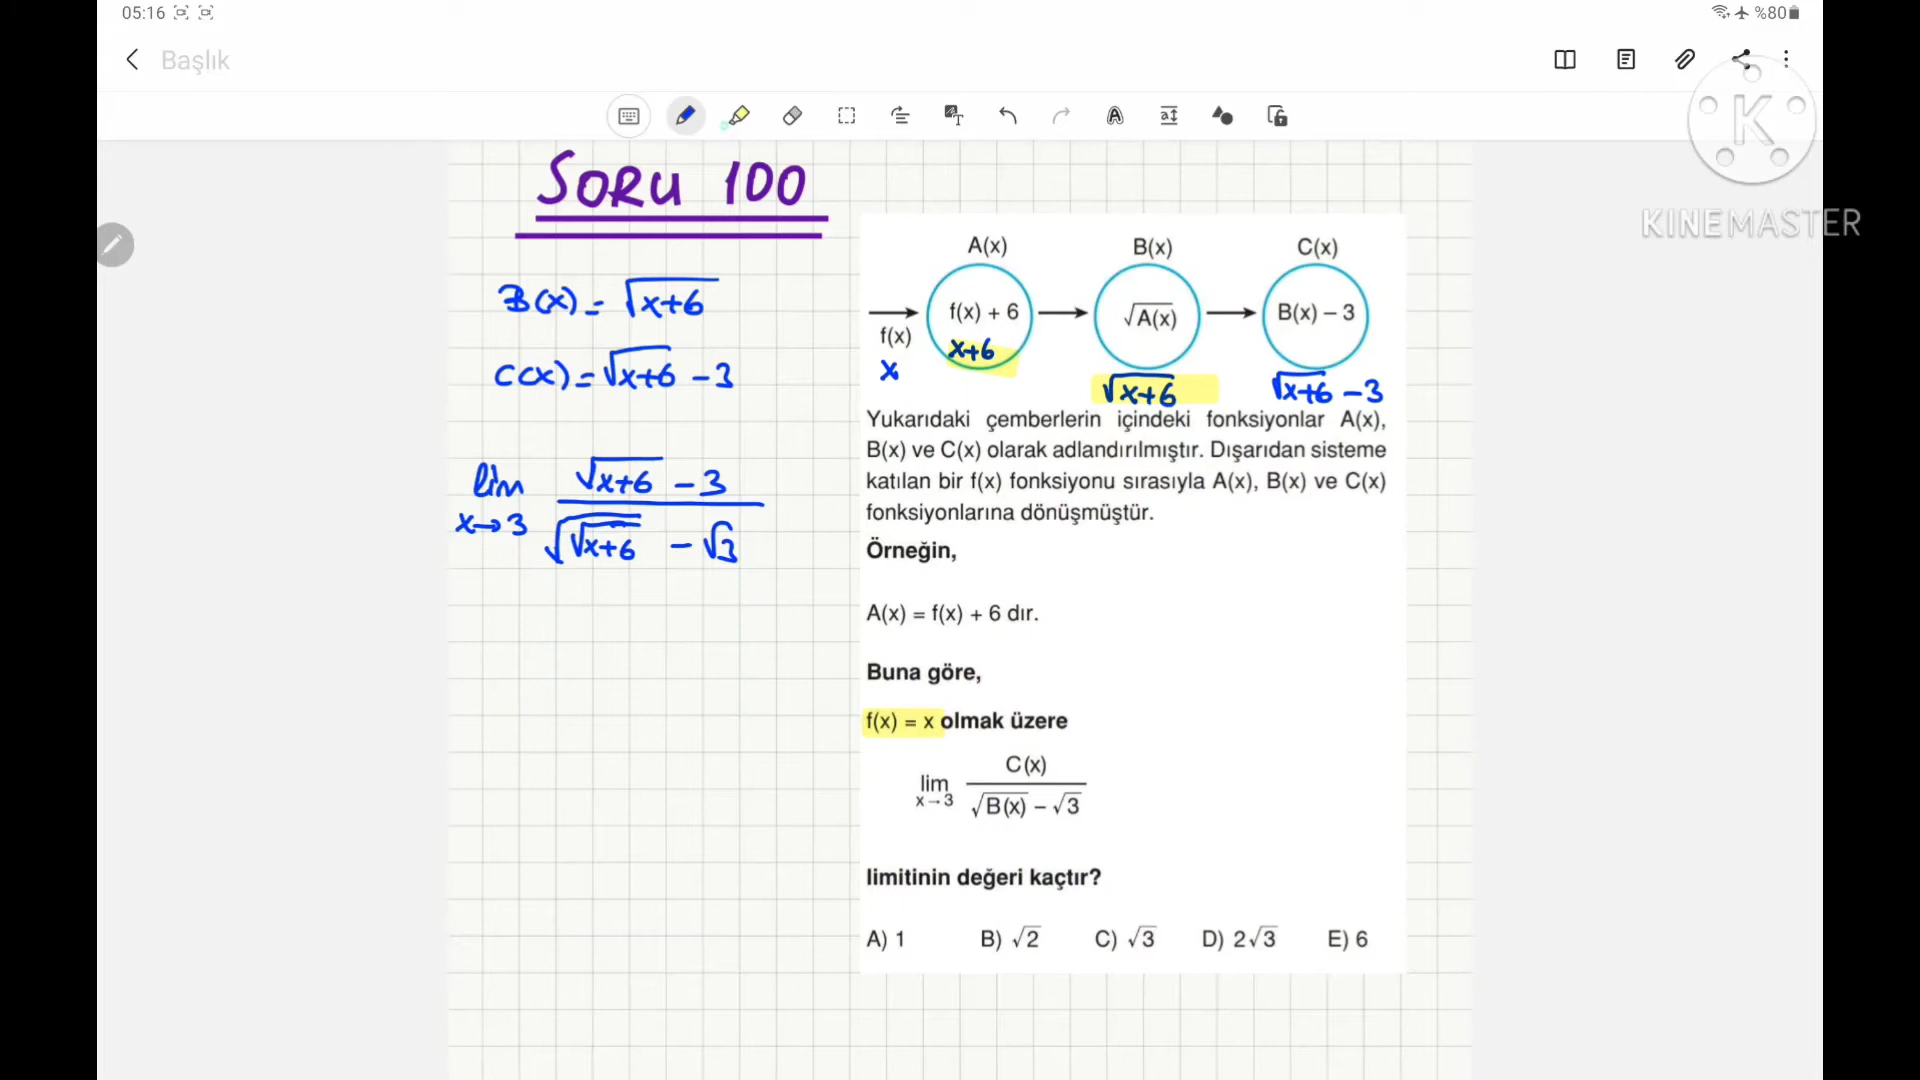 05:16 %80
Başlık
K
KINEMASTER
SORU 100
B(x) = √x+6
C(x) = √x+6 - 3
lim x→3 √x+6 - 3
√√x+6 - √3
A(x) B(x) C(x)
f(x) + 6 √A(x) B(x) – 3
f(x)
x x+6 √x+6 √x+6 - 3
Yukarıdaki çemberlerin içindeki fonksiyonlar A(x),
B(x) ve C(x) olarak adlandırılmıştır. Dışarıdan sisteme
katılan bir f(x) fonksiyonu sırasıyla A(x), B(x) ve C(x)
fonksiyonlarına dönüşmüştür.
Örneğin,
A(x) = f(x) + 6 dır.
Buna göre,
f(x) = x olmak üzere
lim x→3 C(x)
√B(x) – √3
limitinin değeri kaçtır?
A) 1 B) √2 C) √3 D) 2√3 E) 6